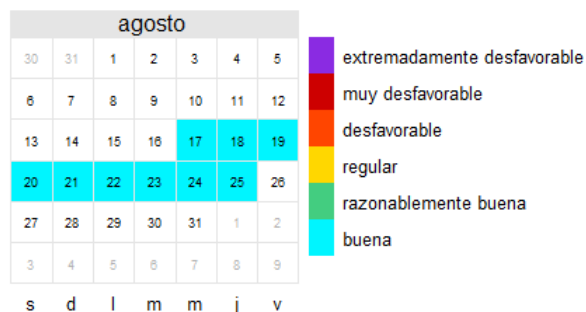 agosto
30 31 1 2 3 4 5
6 7 8 9 10 11 12
13 14 15 16 17 18 19
20 21 22 23 24 25 26
27 28 29 30 31 1 2
3 4 5 6 7 8 9
s d l m m j v
extremadamente desfavorable
muy desfavorable
desfavorable
regular
razonablemente buena
buena